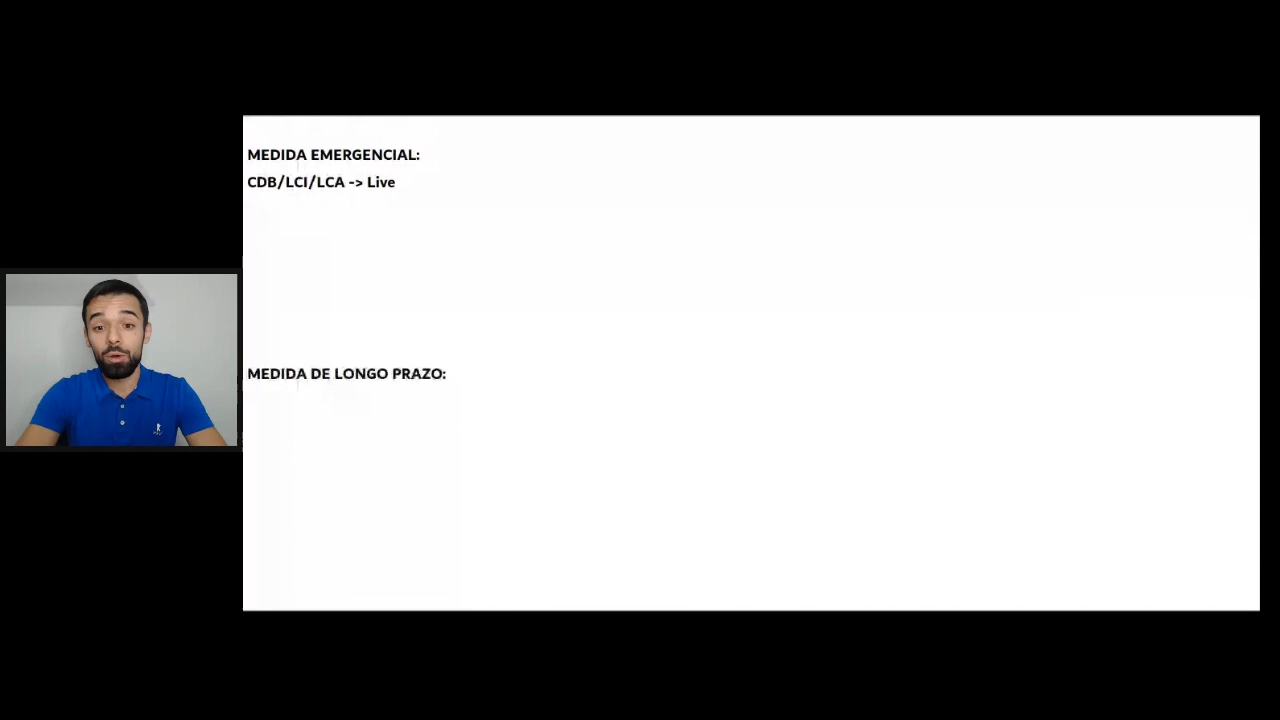 MEDIDA EMERGENCIAL:
CDB/LCI/LCA -> Live
MEDIDA DE LONGO PRAZO: